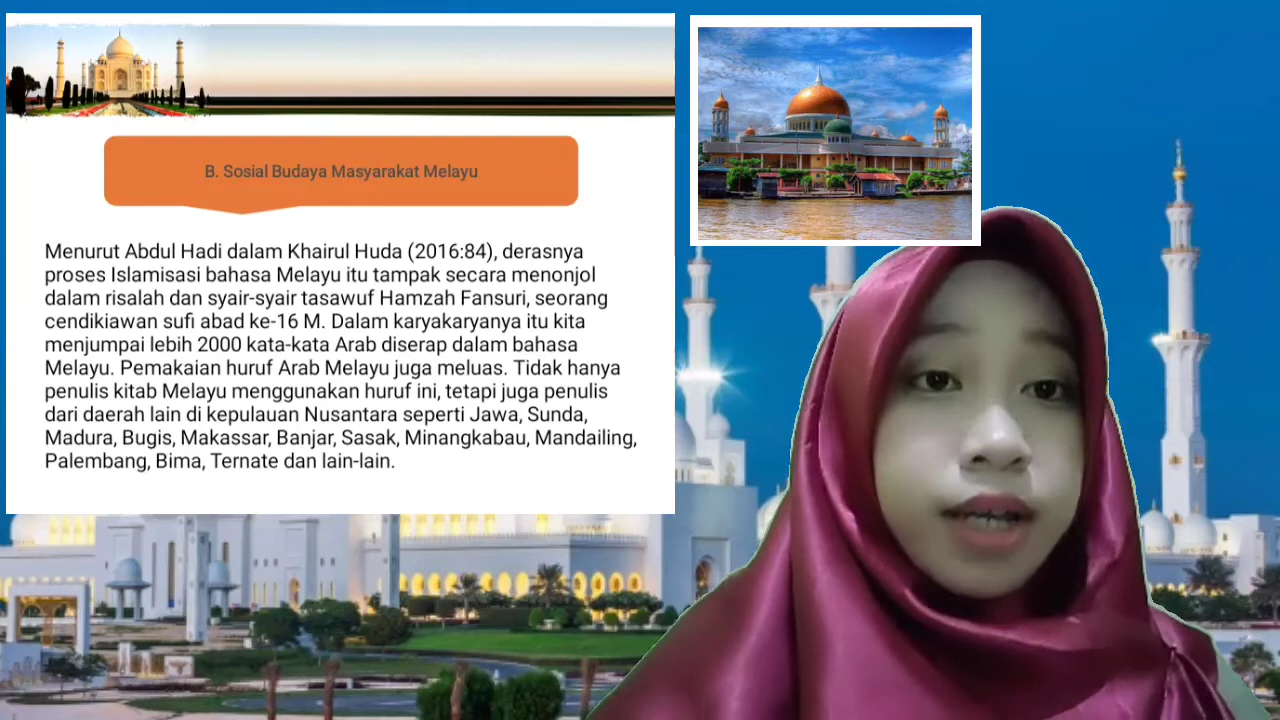 B. Sosial Budaya Masyarakat Melayu
Menurut Abdul Hadi dalam Khairul Huda (2016:84), derasnya
proses Islamisasi bahasa Melayu itu tampak secara menonjol
dalam risalah dan syair-syair tasawuf Hamzah Fansuri, seorang
cendikiawan sufi abad ke-16 M. Dalam karyakaryanya itu kita
menjumpai lebih 2000 kata-kata Arab diserap dalam bahasa
Melayu. Pemakaian huruf Arab Melayu juga meluas. Tidak hanya
penulis kitab Melayu menggunakan huruf ini, tetapi juga penulis
dari daerah lain di kepulauan Nusantara seperti Jawa, Sunda,
Madura, Bugis, Makassar, Banjar, Sasak, Minangkabau, Mandailing,
Palembang, Bima, Ternate dan lain-lain.